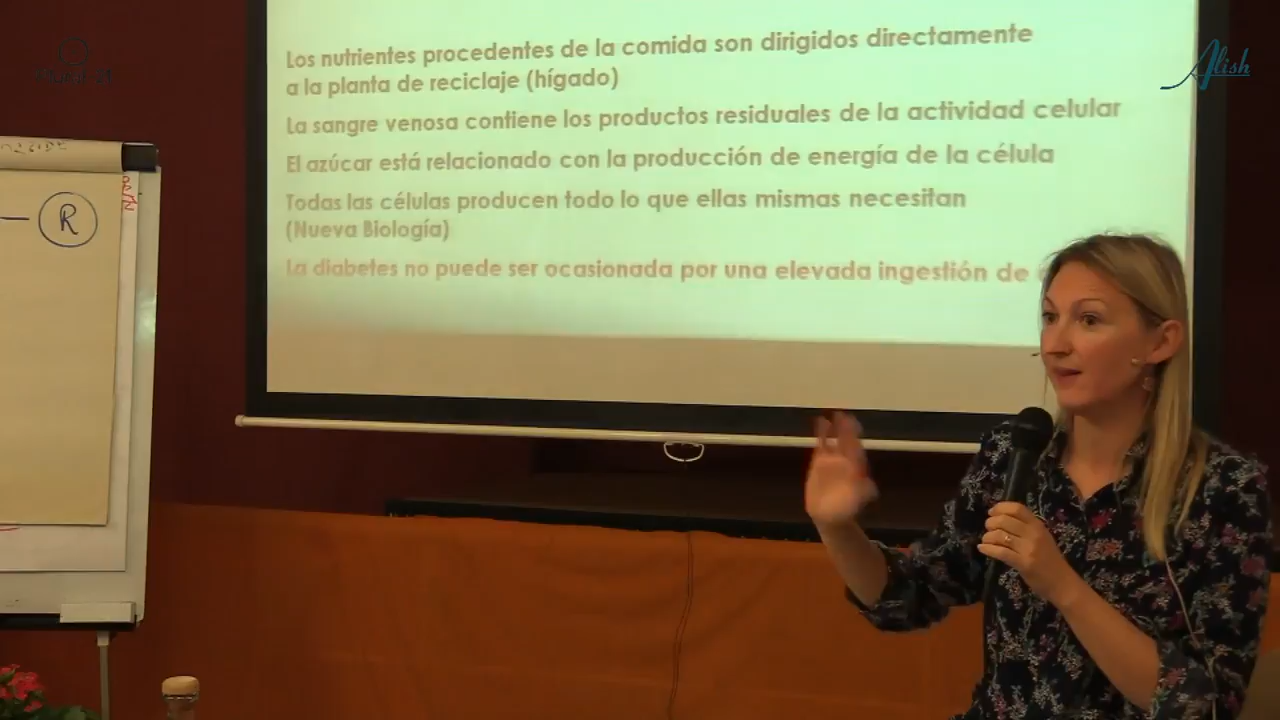 Alish
Los nutrientes procedentes de la comida son dirigidos directamente
a la planta de reciclaje (hígado)
La sangre venosa contiene los productos residuales de la actividad celular
El azúcar está relacionado con la producción de energía de la célula
Todas las células producen todo lo que ellas mismas necesitan
(Nueva Biología)
La diabetes no puede ser ocasionada por una elevada ingestión de
R